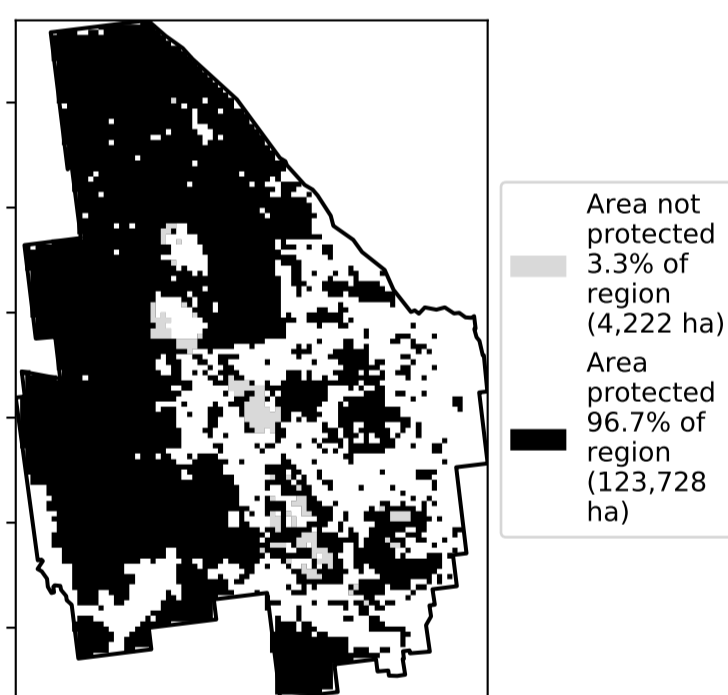 Area not
protected
3.3% of
region
(4,222 ha)
Area
protected
96.7% of
region
(123,728
ha)